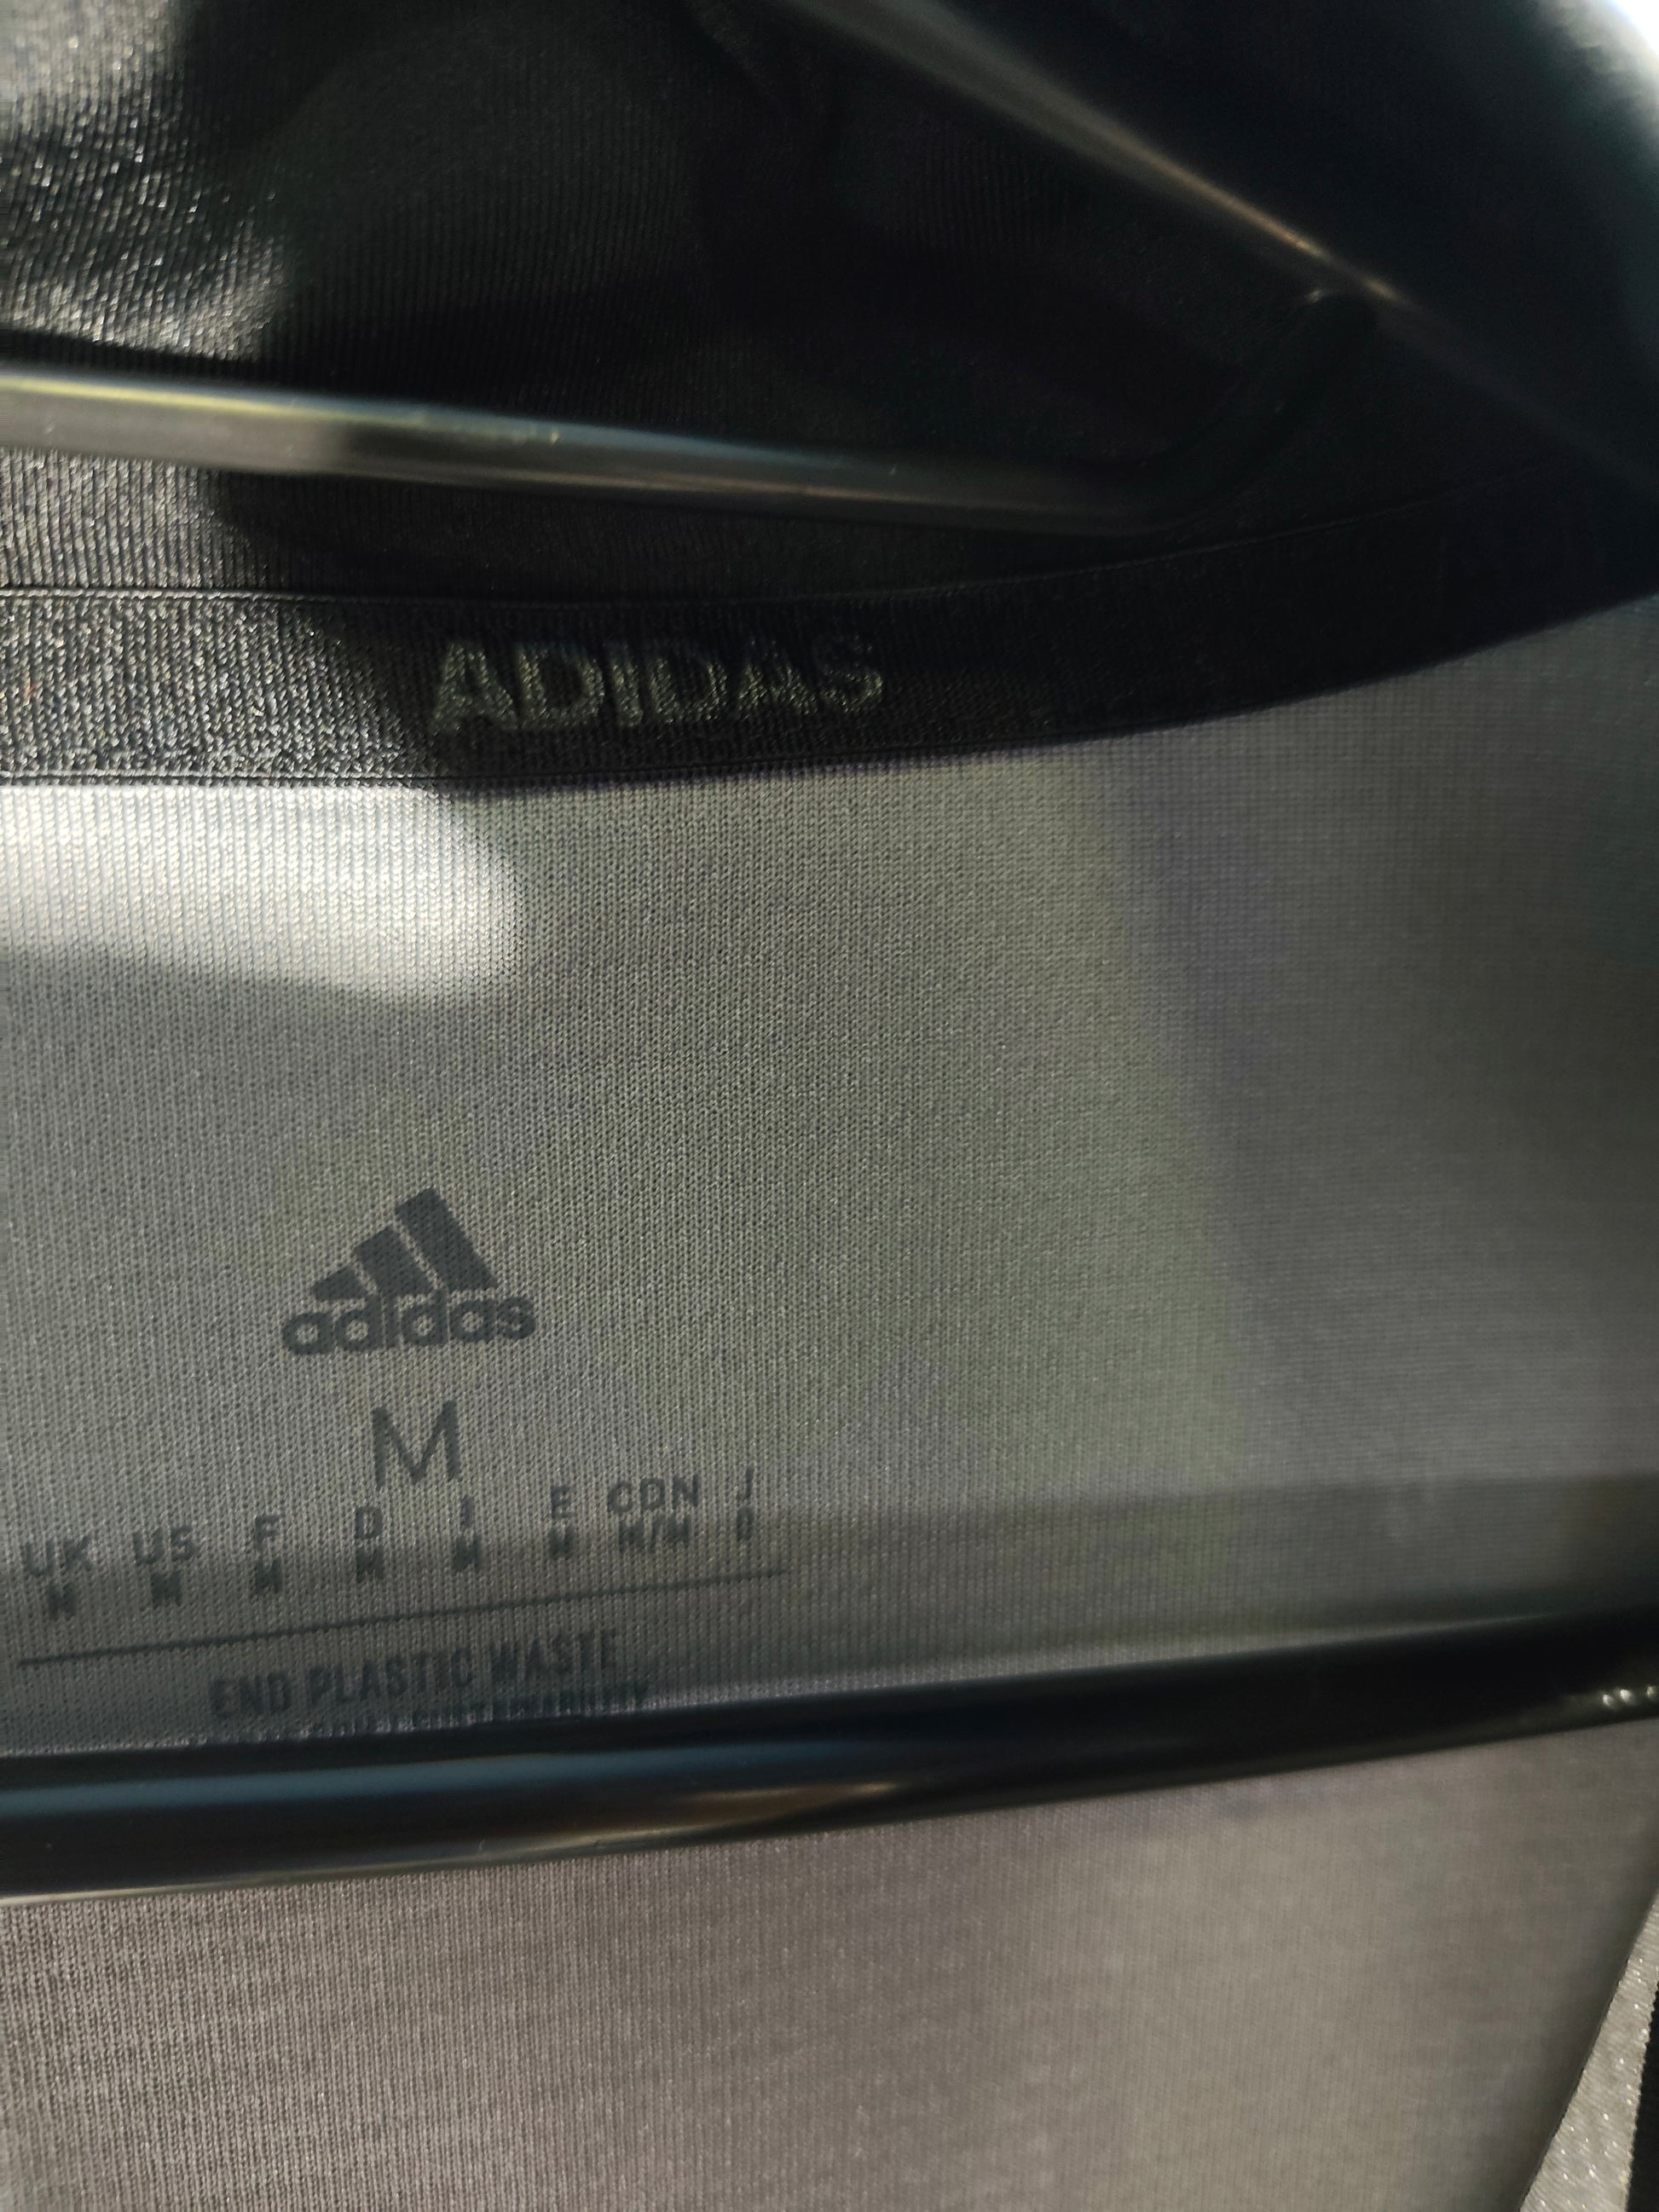 ADIDAS
adidas
M
UK US F D I E CDN J
M M M M M M M/M O
END PLASTIC WASTE